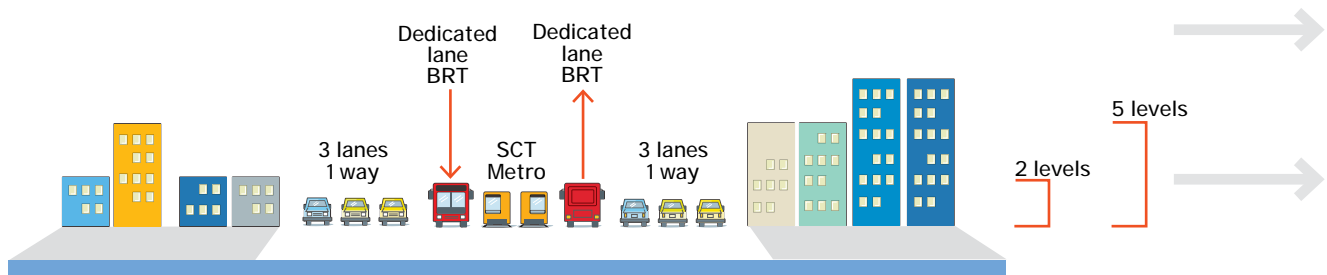 Dedicated
lane
BRT
Dedicated
lane
BRT
3 lanes
1 way
SCT
Metro
3 lanes
1 way
2 levels
5 levels